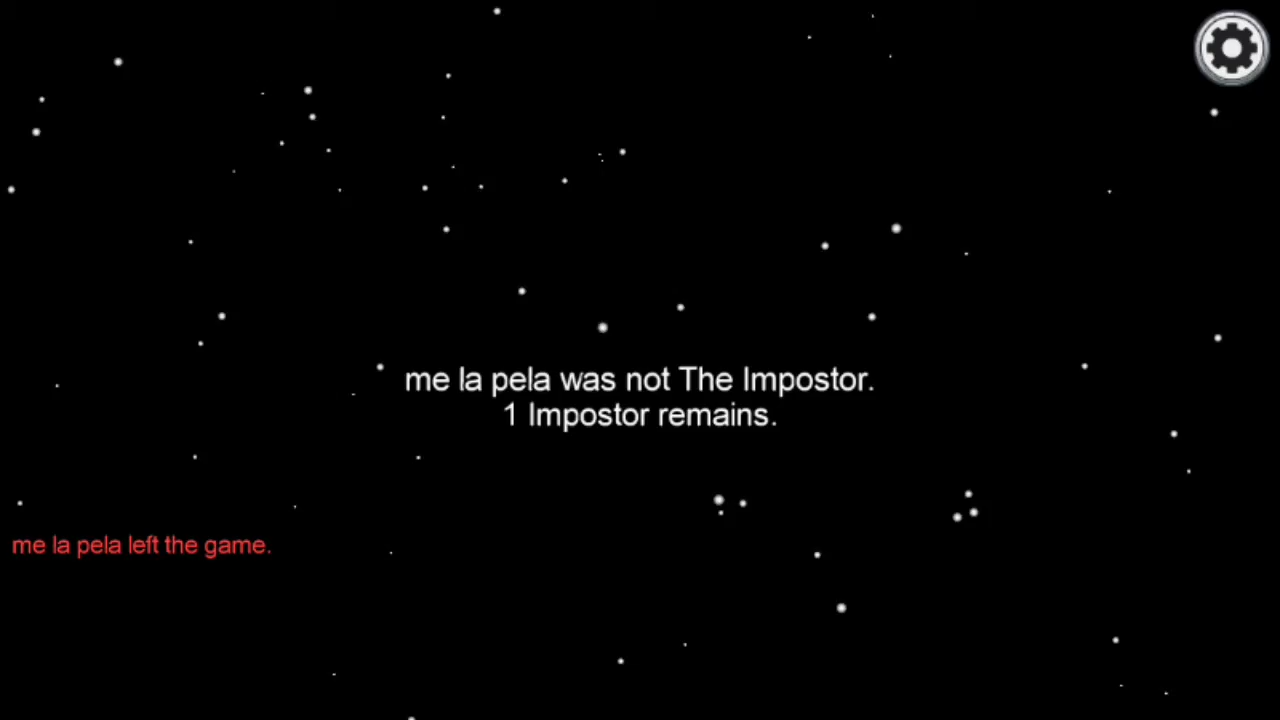 me la pela was not The Impostor.
1 Impostor remains.
me la pela left the game.